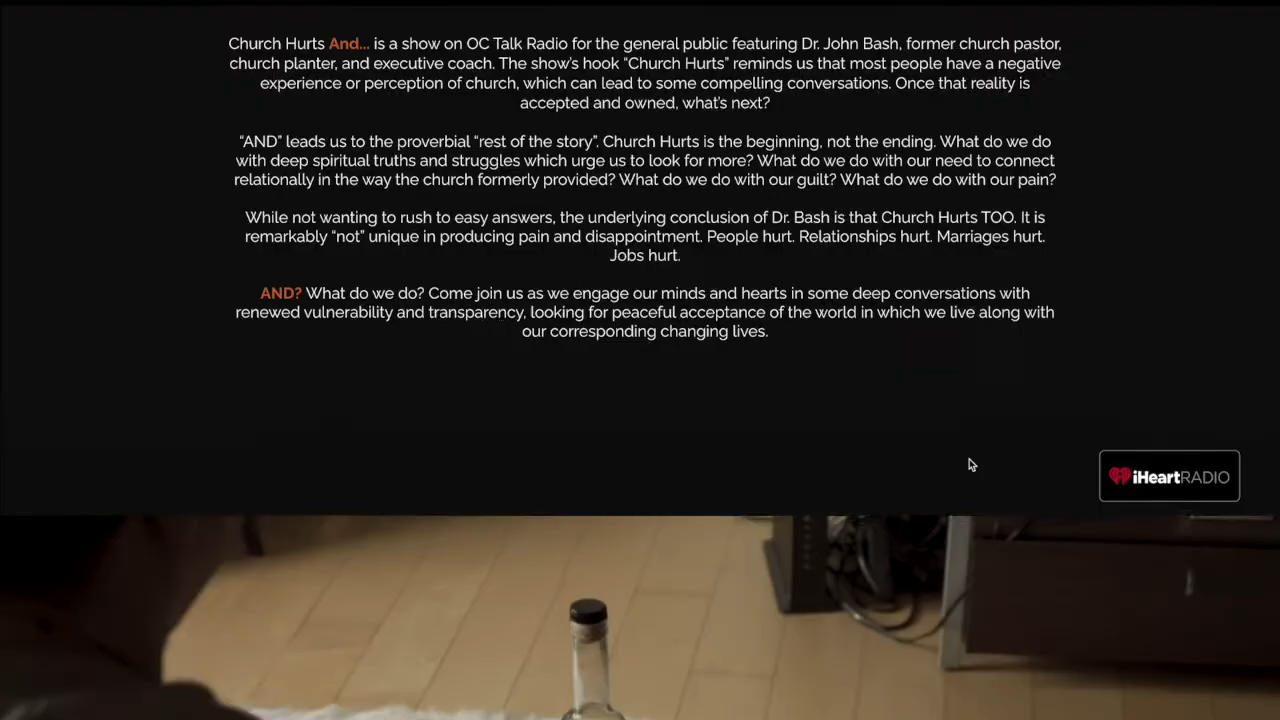 Church Hurts And... is a show on OC Talk Radio for the general public featuring Dr. John Bash, former church pastor,
church planter, and executive coach. The show's hook “Church Hurts” reminds us that most people have a negative
experience or perception of church, which can lead to some compelling conversations. Once that reality is
accepted and owned, what's next?
“AND” leads us to the proverbial “rest of the story”. Church Hurts is the beginning, not the ending. What do we do
with deep spiritual truths and struggles which urge us to look for more? What do we do with our need to connect
relationally in the way the church formerly provided? What do we do with our guilt? What do we do with our pain?
While not wanting to rush to easy answers, the underlying conclusion of Dr. Bash is that Church Hurts TOO. It is
remarkably “not” unique in producing pain and disappointment. People hurt. Relationships hurt. Marriages hurt.
Jobs hurt.
AND? What do we do? Come join us as we engage our minds and hearts in some deep conversations with
renewed vulnerability and transparency, looking for peaceful acceptance of the world in which we live along with
our corresponding changing lives.
iHeartRADIO